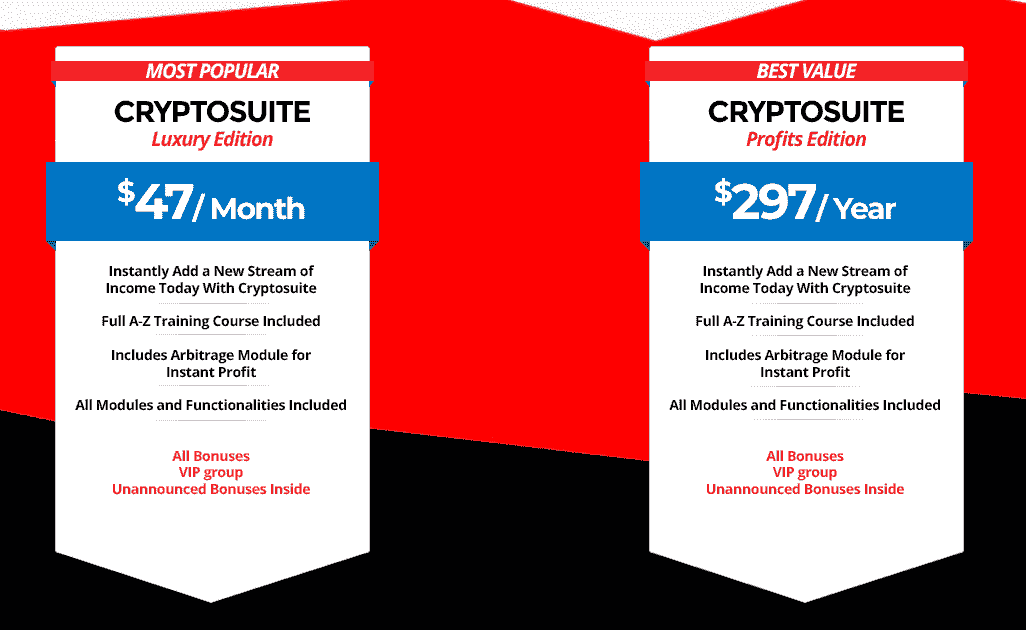 MOST POPULAR
CRYPTOSUITE
Luxury Edition
$47/ Month
Instantly Add a New Stream of
Income Today With Cryptosuite
Full A-Z Training Course Included
Includes Arbitrage Module for
Instant Profit
All Modules and Functionalities Included
All Bonuses
VIP group
Unannounced Bonuses Inside
BEST VALUE
CRYPTOSUITE
Profits Edition
$297/ Year
Instantly Add a New Stream of
Income Today With Cryptosuite
Full A-Z Training Course Included
Includes Arbitrage Module for
Instant Profit
All Modules and Functionalities Included
All Bonuses
VIP group
Unannounced Bonuses Inside